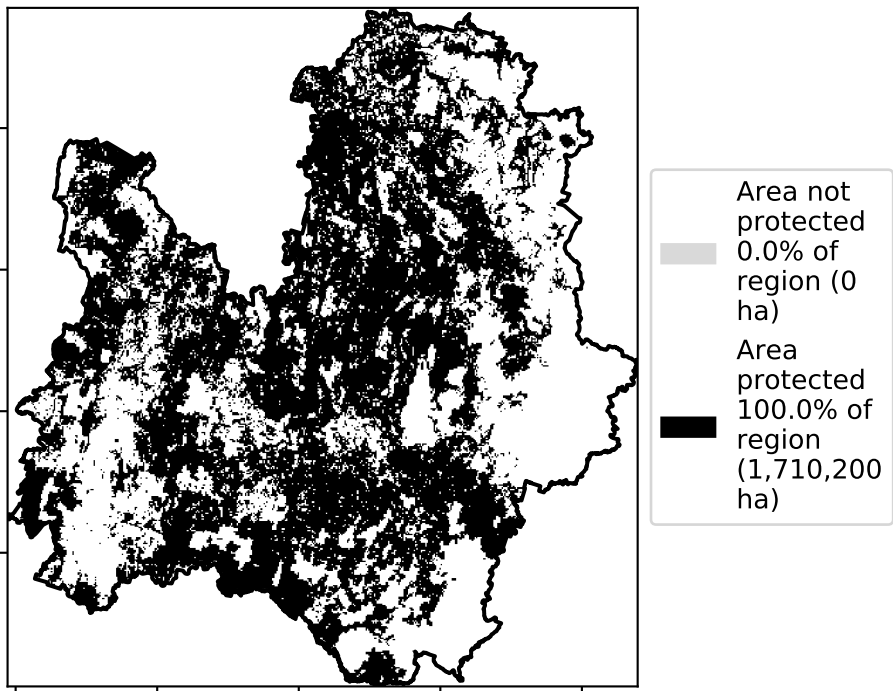 Area not
protected
0.0% of
region (0
ha)
Area
protected
100.0% of
region
(1,710,200
ha)